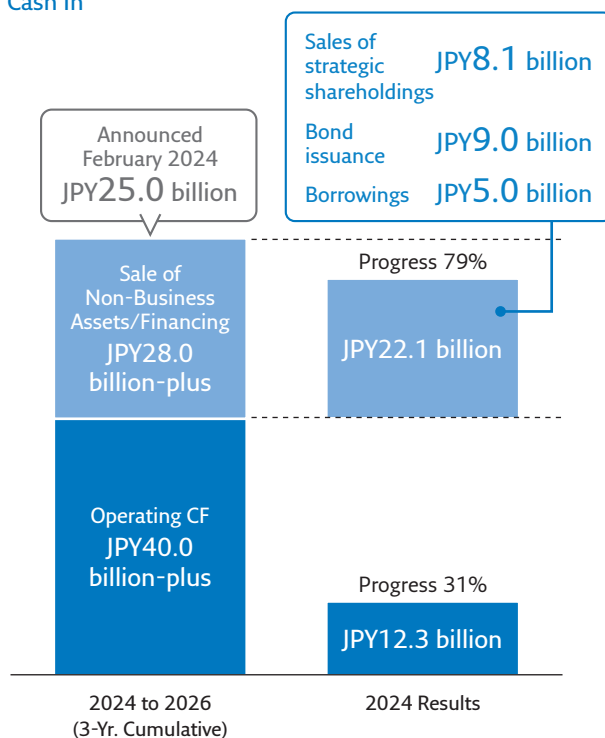 Cash In
Sales of
strategic
shareholdings
JPY8.1 billion
Bond
issuance
JPY9.0 billion
Borrowings JPY5.0 billion
Announced
February 2024
JPY25.0 billion
Sale of
Non-Business
Assets/Financing
JPY28.0
billion-plus
Progress 79%
JPY22.1 billion
Operating CF
JPY40.0
billion-plus
Progress 31%
JPY12.3 billion
2024 to 2026
(3-Yr. Cumulative)
2024 Results